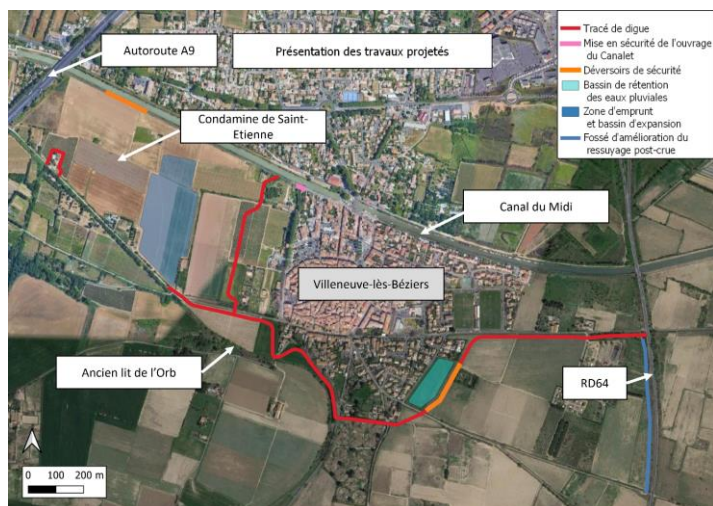 Autoroute A9
Présentation des travaux projetés
Tracé de digue
Mise en sécurité de l'ouvrage
du Canalet
Déversoirs de sécurité
Bassin de rétention
des eaux pluviales
Zone d'emprunt
et bassin d'expansion
Fossé d'amélioration du
ressuyage post-crue
Condamine de Saint-
Etienne
Canal du Midi
Villeneuve-lès-Béziers
Ancien lit de l'Orb
RD64
0 100 200 m